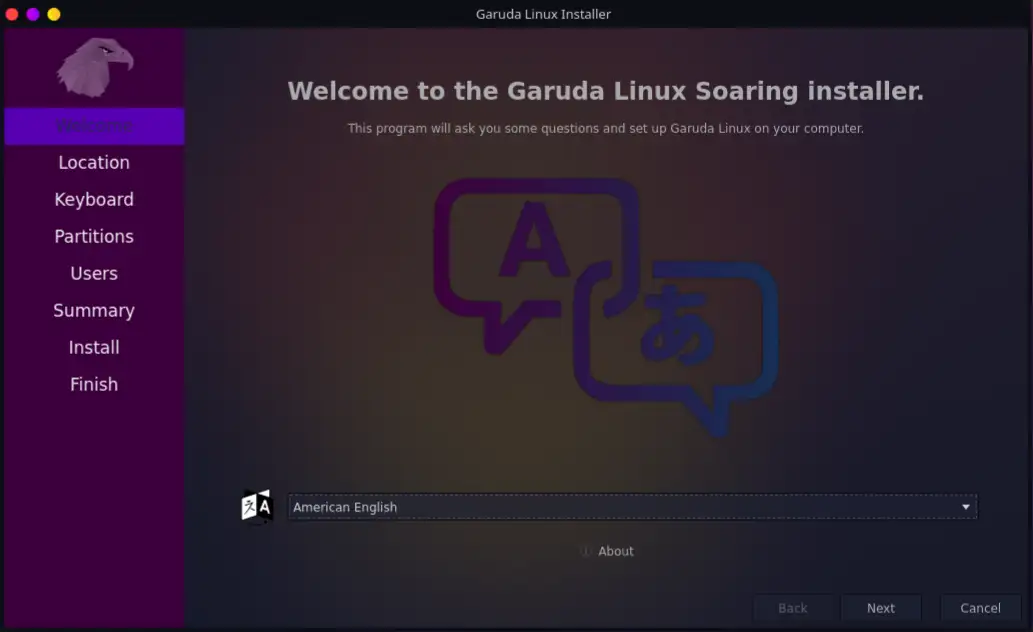 Garuda Linux Installer
Welcome
Location
Keyboard
Partitions
Users
Summary
Install
Finish
Welcome to the Garuda Linux Soaring installer.
This program will ask you some questions and set up Garuda Linux on your computer.
A
あ
文A
American English
About
Back
Next
Cancel